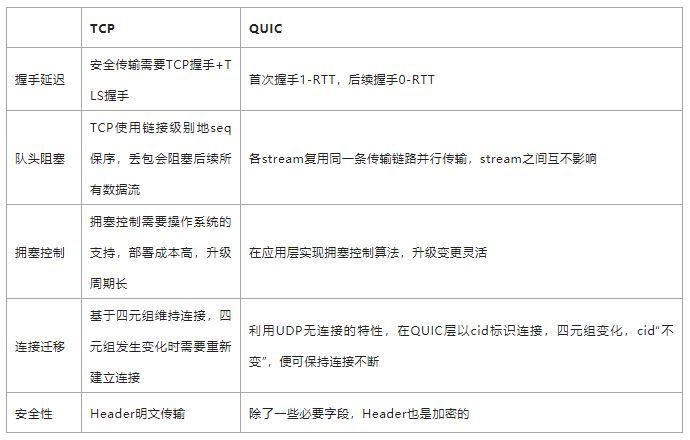 TCP
QUIC
握手延迟
安全传输需要TCP握手+T
LS握手
首次握手1-RTT，后续握手0-RTT
队头阻塞
TCP使用链接级别地seq
保序，丢包会阻塞后续所
有数据流
各stream复用同一条传输链路并行传输，stream之间互不影响
拥塞控制
拥塞控制需要操作系统的
支持，部署成本高，升级
周期长
在应用层实现拥塞控制算法，升级变更灵活
连接迁移
基于四元组维持连接，四
元组发生变化时需要重新
建立连接
利用UDP无连接的特性，在QUIC层以cid标识连接，四元组变化，cid“不
变”，便可保持连接不断
安全性
Header明文传输
除了一些必要字段，Header也是加密的